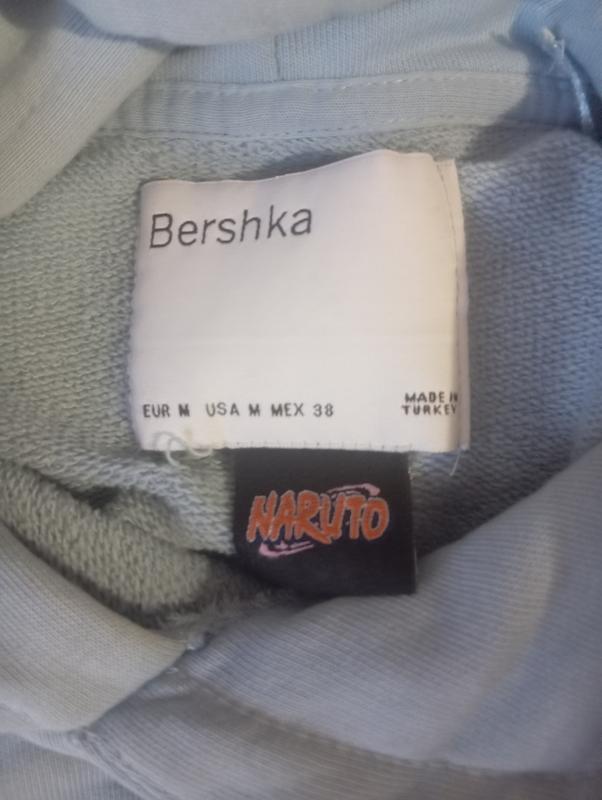 Bershka
EUR M USA M MEX 38
MADE IN
TURKEY
NARUTO